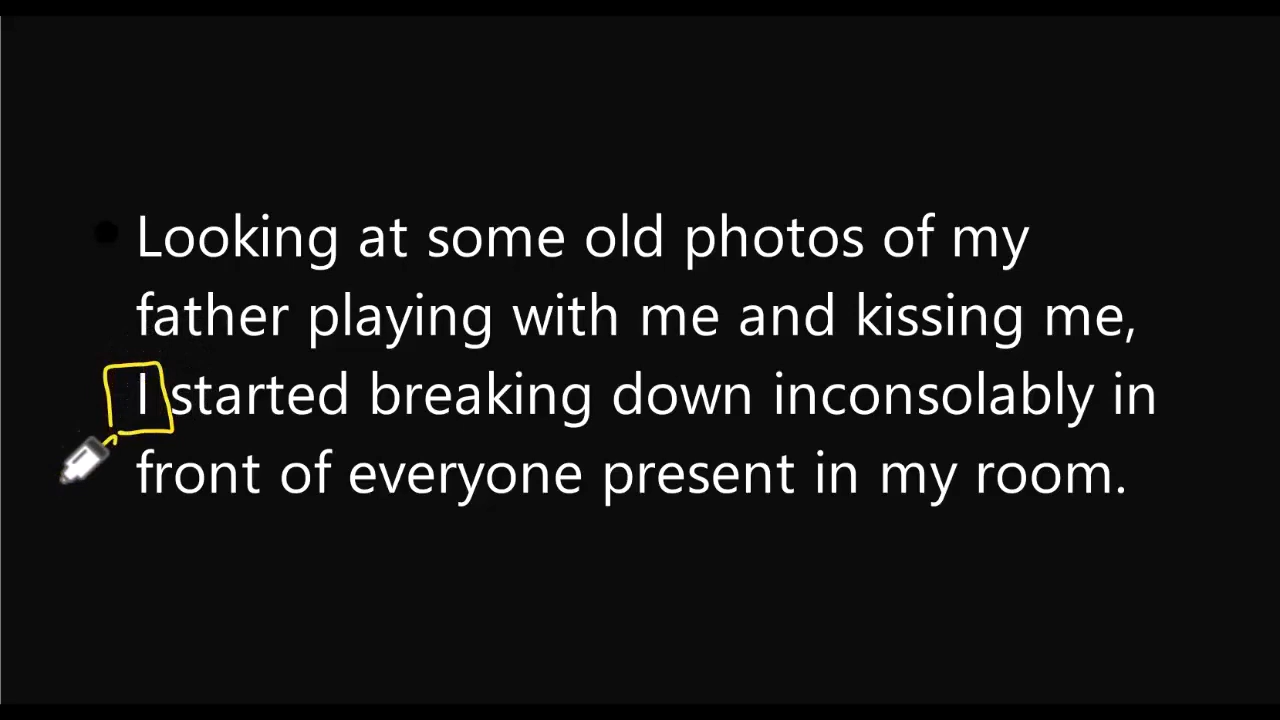 Looking at some old photos of my
father playing with me and kissing me,
I started breaking down inconsolably in
front of everyone present in my room.